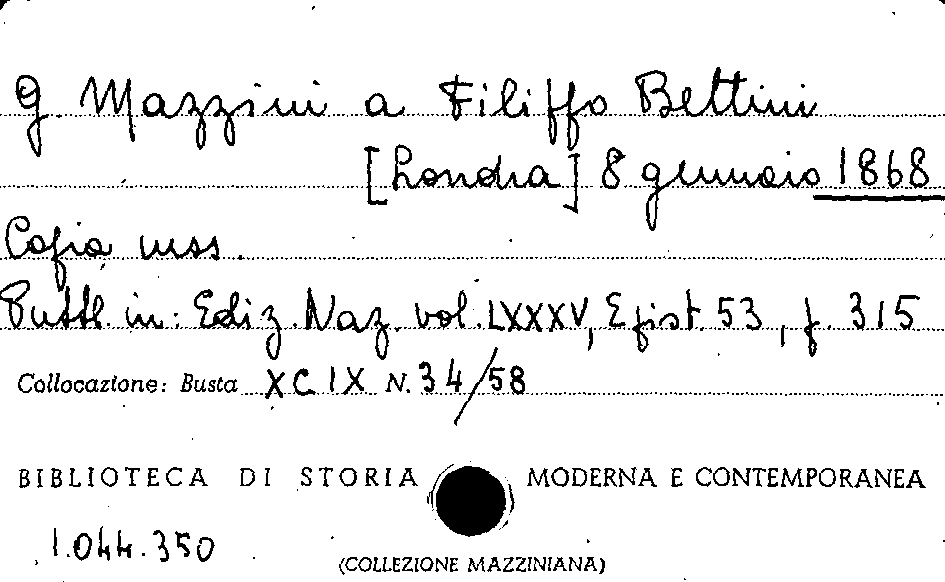 G. Mazzini a Filippo Bettini
[Londra] 8 gennaio 1868
Copia mss.
Pubbl. in: Ediz. Naz. vol. LXXXV, Epist. 53, p. 315
Collocazione: Busta XCIX N. 34/58
BIBLIOTECA DI STORIA MODERNA E CONTEMPORANEA
1.044.350
(COLLEZIONE MAZZINIANA)